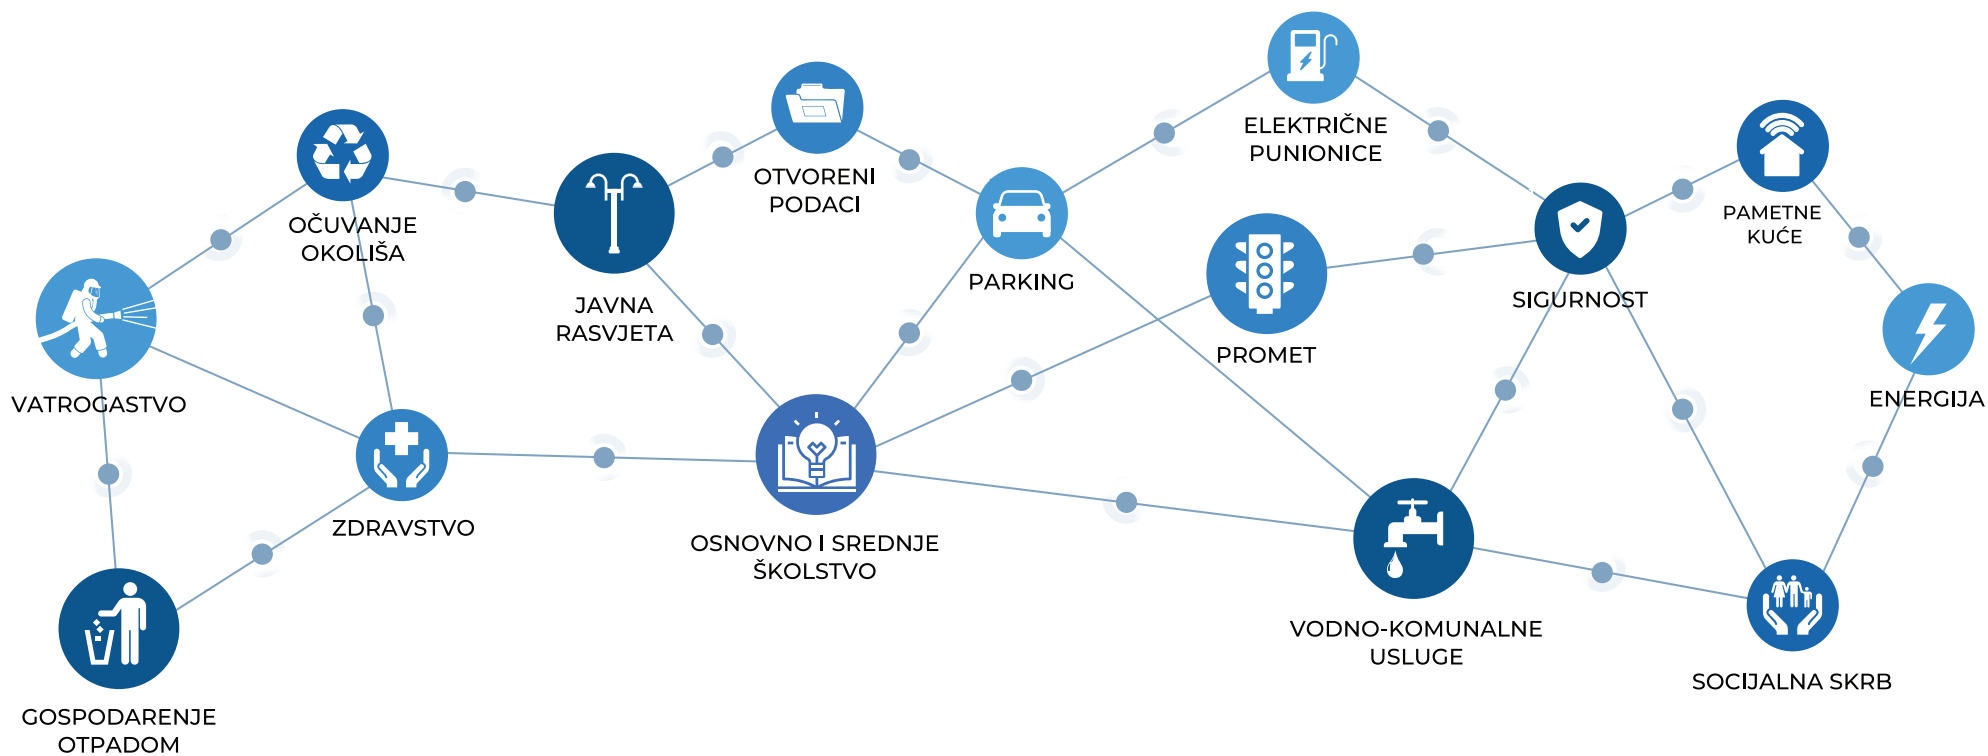 ELEKTRIČNE
PUNIONICE
OTVORENI
PODACI
PAMETNE
KUĆE
OČUVANJE
OKOLIŠA
PARKING
JAVNA
RASVJETA
SIGURNOST
PROMET
VATROGASTVO
ENERGIJA
ZDRAVSTVO
OSNOVNO I SREDNJE
ŠKOLSTVO
VODNO-KOMUNALNE
USLUGE
SOCIJALNA SKRB
GOSPODARENJE
OTPADOM